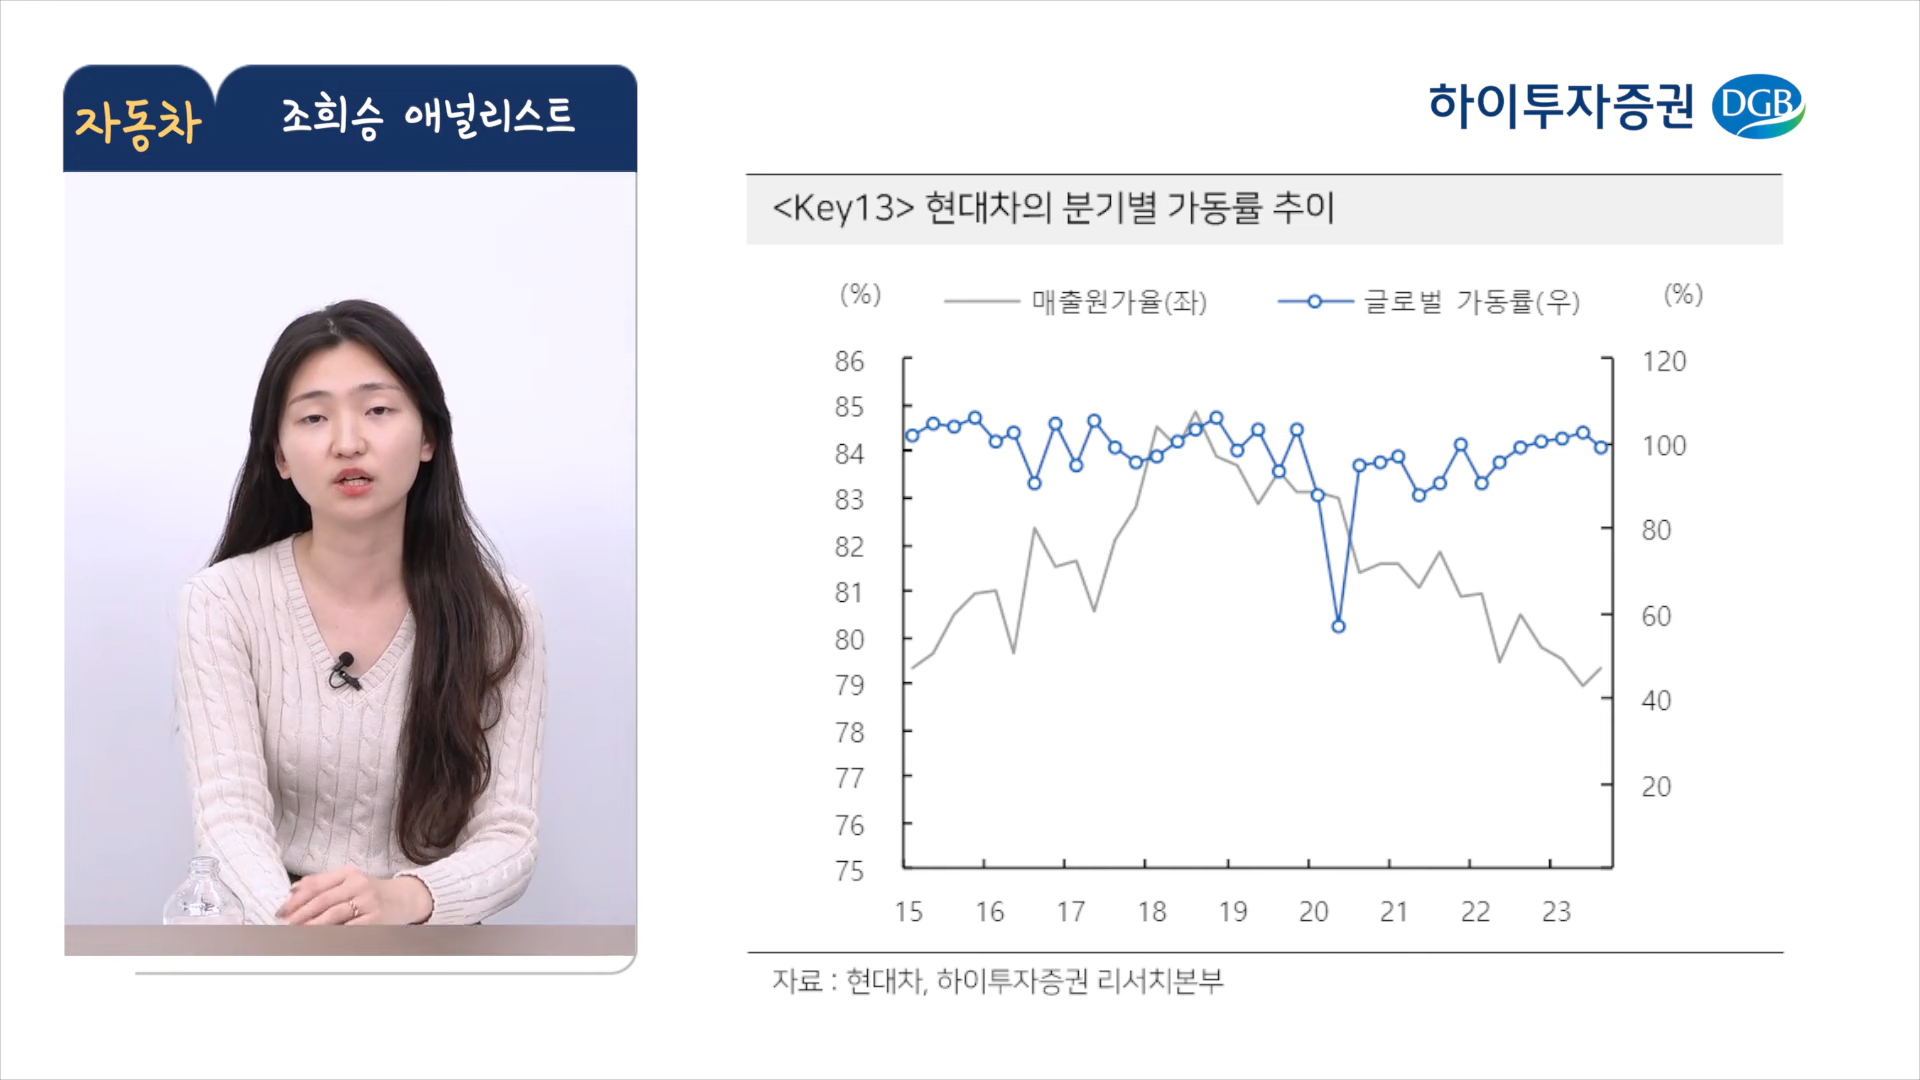 자동차
조희승 애널리스트
하이투자증권 DGB
<Key13> 현대차의 분기별 가동률 추이
(%) 매출원가율(좌) 글로벌 가동률(우) (%)
86 120
85
84 100
83
82 80
81
80 60
79
78 40
77
76 20
75
15 16 17 18 19 20 21 22 23
자료 : 현대차, 하이투자증권 리서치본부